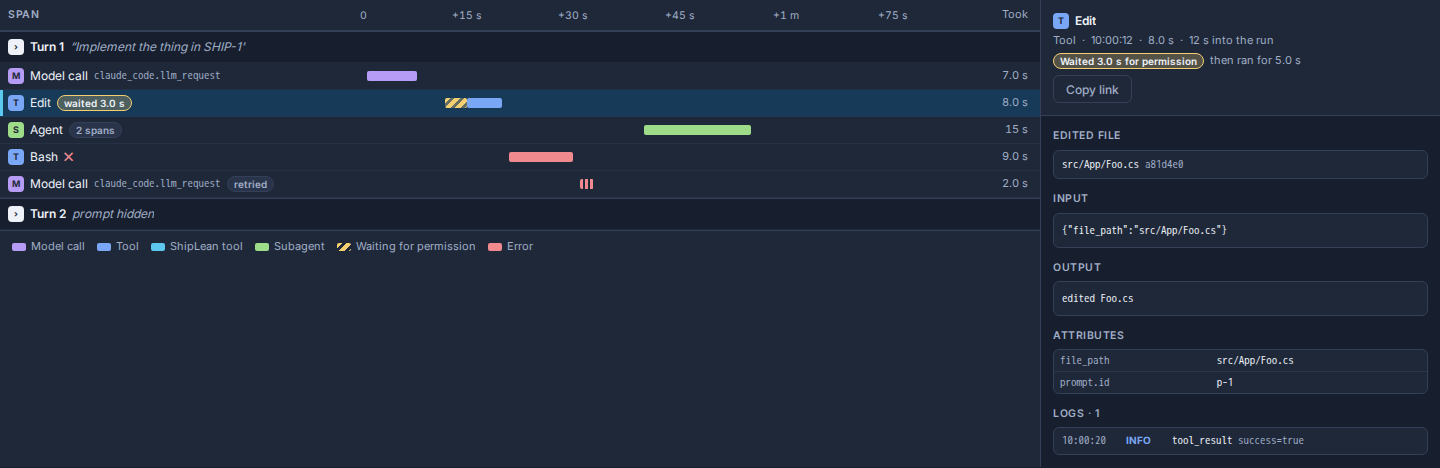 SPAN 0 +15 s +30 s +45 s +1 m +75 s Took
› Turn 1 "Implement the thing in SHIP-1"
M Model call claude_code.llm_request 7.0 s
T Edit waited 3.0 s 8.0 s
S Agent 2 spans 15 s
T Bash ✕ 9.0 s
M Model call claude_code.llm_request retried 2.0 s
› Turn 2 prompt hidden
Model call Tool ShipLean tool Subagent Waiting for permission Error
T Edit
Tool · 10:00:12 · 8.0 s · 12 s into the run
Waited 3.0 s for permission then ran for 5.0 s
Copy link
EDITED FILE
src/App/Foo.cs a81d4e0
INPUT
{"file_path":"src/App/Foo.cs"}
OUTPUT
edited Foo.cs
ATTRIBUTES
file_path src/App/Foo.cs
prompt.id p-1
LOGS · 1
10:00:20 INFO tool_result success=true